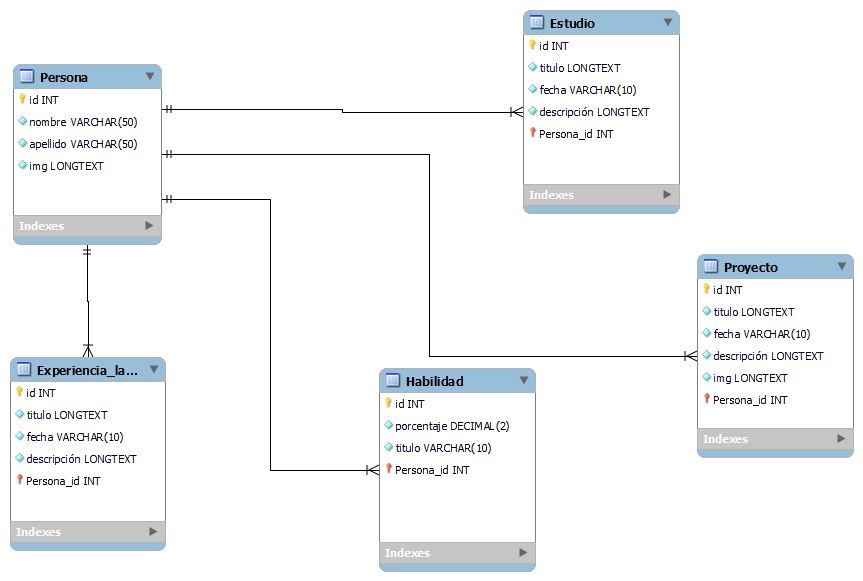 Persona
id INT
nombre VARCHAR(50)
apellido VARCHAR(50)
img LONGTEXT
Indexes
Estudio
id INT
titulo LONGTEXT
fecha VARCHAR(10)
descripción LONGTEXT
Persona_id INT
Indexes
Proyecto
id INT
titulo LONGTEXT
fecha VARCHAR(10)
descripción LONGTEXT
img LONGTEXT
Persona_id INT
Indexes
Experiencia_la...
id INT
titulo LONGTEXT
fecha VARCHAR(10)
descripción LONGTEXT
Persona_id INT
Indexes
Habilidad
id INT
porcentaje DECIMAL(2)
titulo VARCHAR(10)
Persona_id INT
Indexes